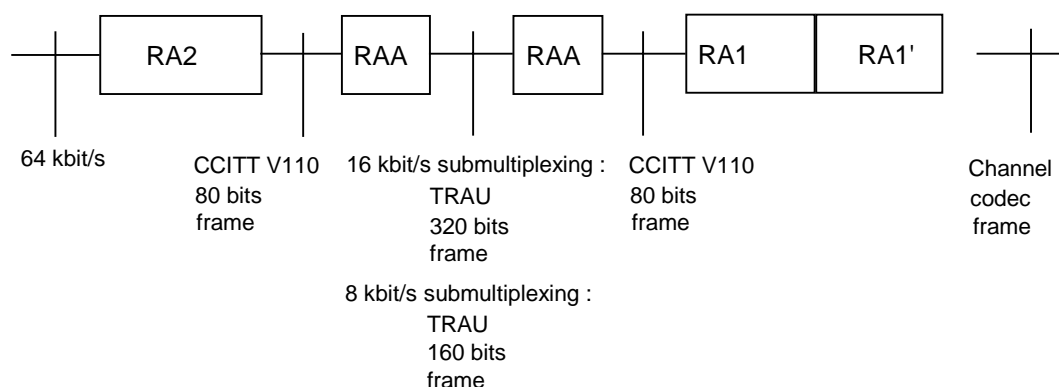 RA2
RAA
RAA
RA1
RA1'
64 kbit/s
CCITT V110
80 bits
frame
16 kbit/s submultiplexing :
TRAU
320 bits
frame
8 kbit/s submultiplexing :
TRAU
160 bits
frame
CCITT V110
80 bits
frame
Channel
codec
frame